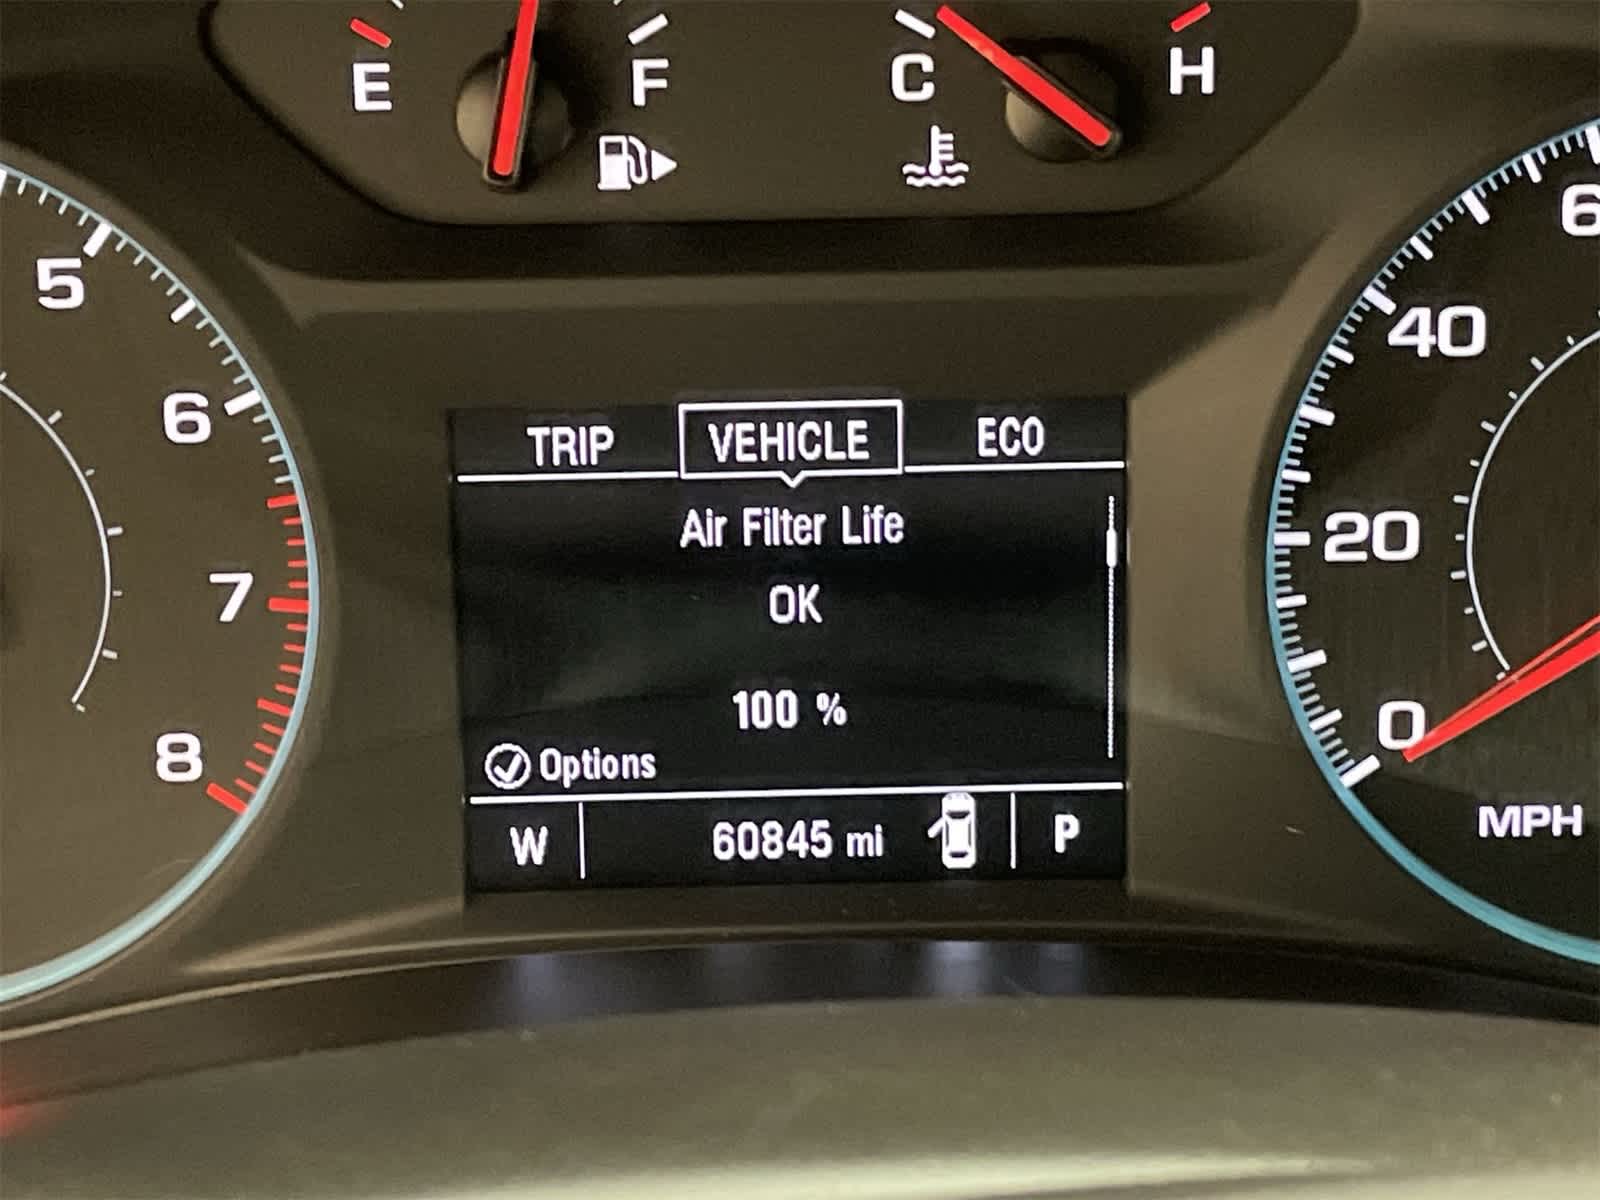 E F C H
5
6
7
8
TRIP VEHICLE ECO
Air Filter Life
OK
100 %
Options
W 60845 mi P
40
20
0
MPH